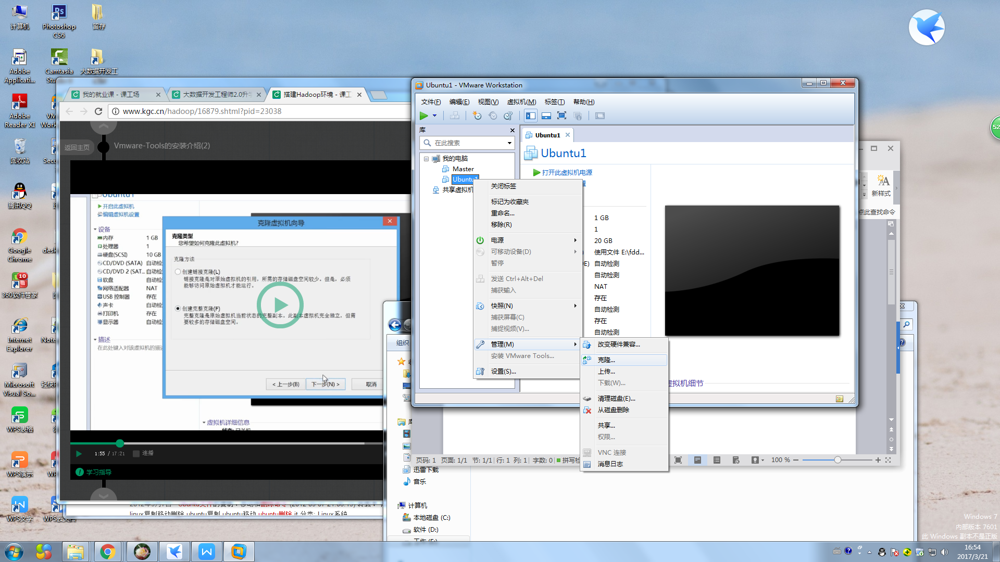 计算机
Photoshop CS6
留存
Adobe Applicati...
Camtasia
大数据开发工
Adobe Reader XI
回收站
腾讯QQ
Google Chrome
10
360软件管家
Internet Explorer
Microsoft Visual So...
WPS表格
WPS演示
WPS文字
我的就业课 - 课工场
大数据开发工程师2.0升学
搭建Hadoop环境 - 课工
www.kgc.cn/hadoop/16879.shtml?pid=23038
返回主页
Vmware-Tools的安装介绍(2)
Ubuntu1
开启此虚拟机
编辑虚拟机设置
设备
内存 1 GB
处理器 1
硬盘(SCSI) 10 GB
CD/DVD (SATA) 自动检
CD/DVD 2 (SAT... 自动检
软盘 自动检
网络适配器 NAT
USB 控制器 存在
声卡 自动检
打印机 存在
显示器 自动检
描述
在此处键入对该虚拟机的描述
克隆虚拟机向导
克隆类型
您希望如何克隆此虚拟机?
克隆方法
创建链接克隆(L)
链接克隆是对原始虚拟机的引用，所需的存储磁盘空间较少。但是，必须
能够访问原始虚拟机才能运行。
创建完整克隆(F)
完整克隆是原始虚拟机当前状态的完整副本。此副本虚拟机完全独立，但需
要较多的存储磁盘空间。
< 上一步(B)
下一步(N) >
取消
虚拟机详细信息
1:55 / 17:21
连播
学习指导
linux复制移动删除 ubuntu复制 ubuntu移动 ubuntu删除 it 分类: Linux系统
Ubuntu1 - VMware Workstation
文件(F) 编辑(E) 视图(V) 虚拟机(M) 标签(T) 帮助(H)
库
在此搜索
我的电脑
Master
Ubuntu1
共享虚拟机
Ubuntu1
Ubuntu1
打开此虚拟机电源
1 GB
1
20 GB
使用文件 E:\fdd...
自动检测
自动检测
NAT
存在
自动检测
存在
自动检测
虚拟机细节
关闭标签
标记为收藏夹
重命名...
移除(R)
电源
可移动设备(D)
暂停
发送 Ctrl+Alt+Del
捕获输入
快照(N)
捕获屏幕(C)
捕捉视频(V)...
管理(M)
安装 VMware Tools...
设置(S)...
改变硬件兼容...
克隆...
上传...
下载(W)...
清理磁盘(E)...
从磁盘删除
共享...
权限...
VNC 连接
消息日志
52
新样式
点此查找命令
组织
页码: 1 页面: 1/1 节: 1/1 行: 1 列: 1 字数: 0 拼写检
100 %
迅雷下载
音乐
计算机
本地磁盘 (C:)
软件 (D:)
Windows 7
内部版本 7601
此 Windows 副本不是正版
16:54
2017/3/21